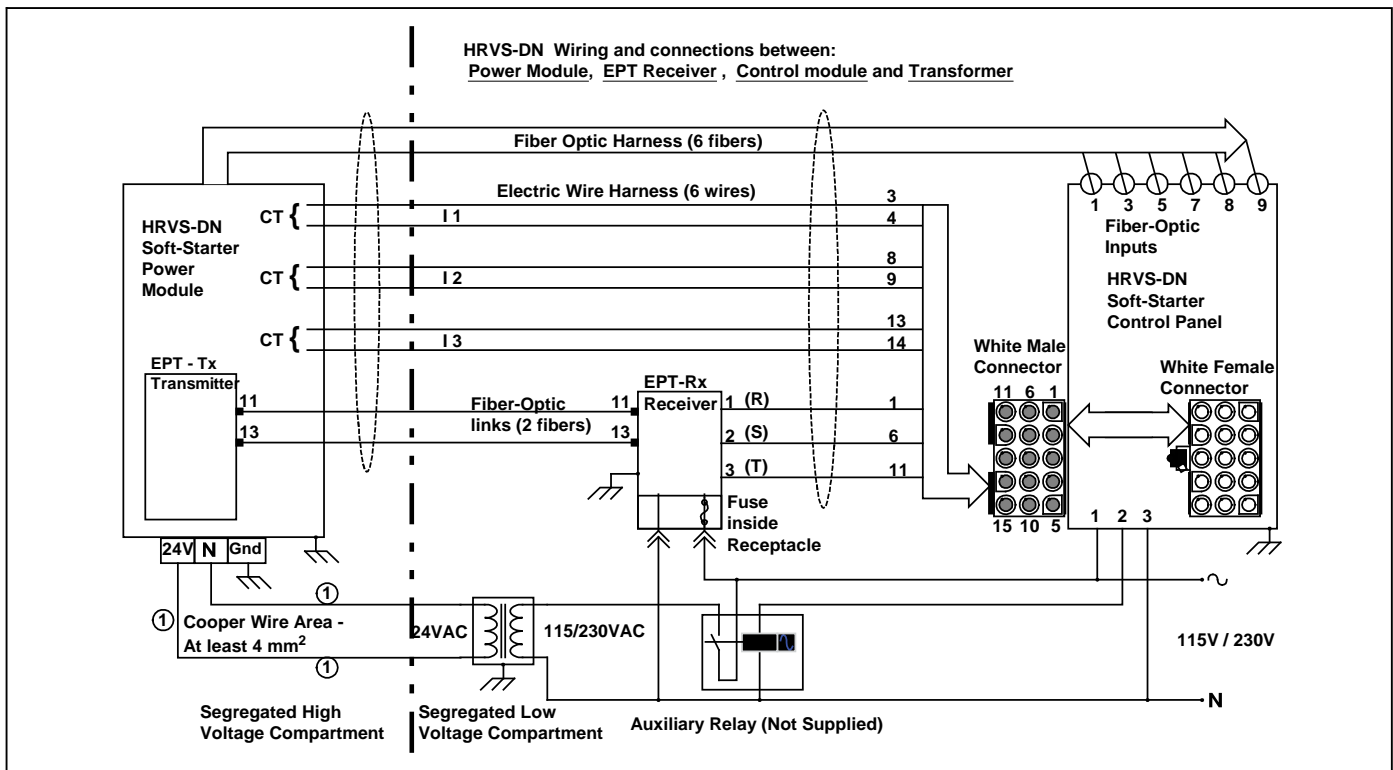 HRVS-DN Wiring and connections between:
Power Module, EPT Receiver , Control module and Transformer
Fiber Optic Harness (6 fibers)
Electric Wire Harness (6 wires)
HRVS-DN
Soft-Starter
Power
Module
CT {
I 1
3
4
CT {
I 2
8
9
CT {
I 3
13
14
1 3 5 7 8 9
Fiber-Optic
Inputs
HRVS-DN
Soft-Starter
Control Panel
White Male
Connector
11 6 1
15 10 5
White Female
Connector
EPT - Tx
Transmitter
11
13
Fiber-Optic
links (2 fibers)
11
13
EPT-Rx
Receiver
1 (R)
1
2 (S)
6
3 (T)
11
Fuse
inside
Receptacle
1 2 3
24V N Gnd
1
1
Cooper Wire Area -
At least 4 mm2
1
24VAC
115/230VAC
115V / 230V
N
Segregated High
Voltage Compartment
Segregated Low
Voltage Compartment
Auxiliary Relay (Not Supplied)